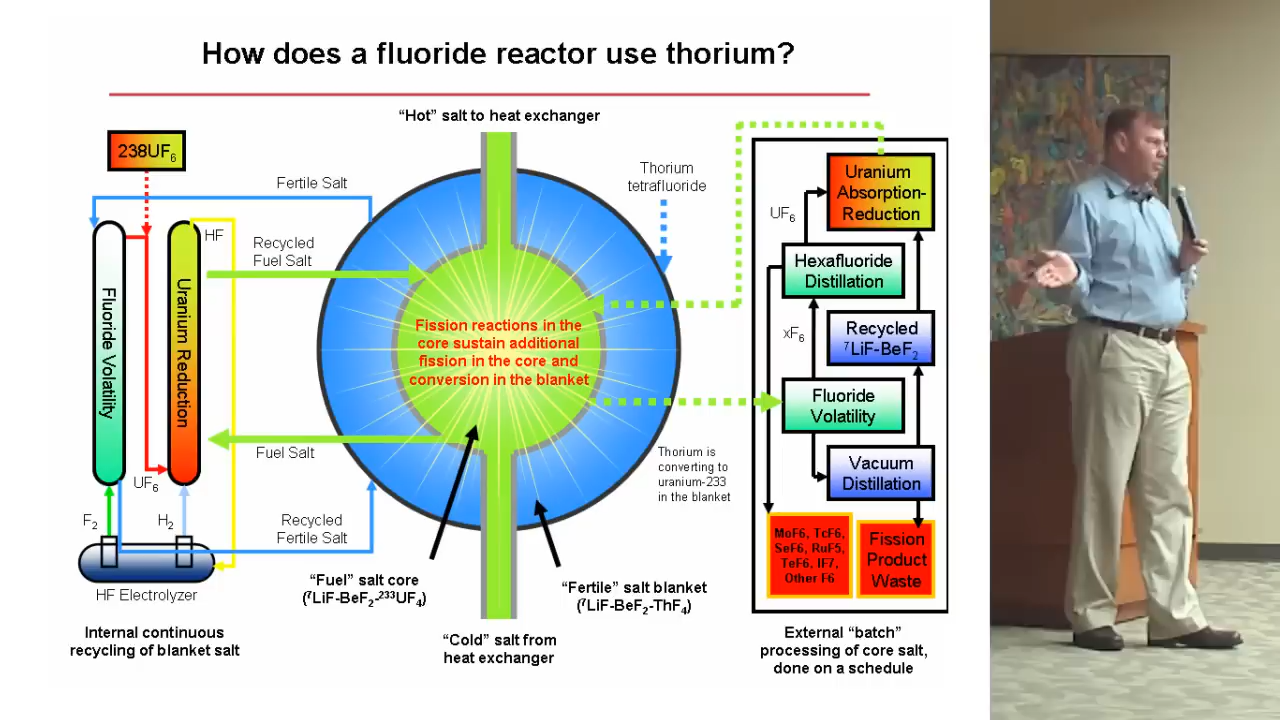 How does a fluoride reactor use thorium?
“Hot” salt to heat exchanger
238UF₆
Fertile Salt
Thorium
tetrafluoride
HF
Recycled
Fuel Salt
Fluoride Volatility
Uranium Reduction
Fission reactions in the
core sustain additional
fission in the core and
conversion in the blanket
Fuel Salt
UF₆
F₂
H₂
Recycled
Fertile Salt
HF Electrolyzer
Internal continuous
recycling of blanket salt
“Fuel” salt core
(⁷LiF-BeF₂-²³³UF₄)
“Fertile” salt blanket
(⁷LiF-BeF₂-ThF₄)
“Cold” salt from
heat exchanger
Thorium is
converting to
uranium-233
in the blanket
Uranium
Absorption-
Reduction
UF₆
Hexafluoride
Distillation
xF₆
Recycled
⁷LiF-BeF₂
Fluoride
Volatility
Vacuum
Distillation
MoF6, TcF6,
SeF6, RuF5,
TeF6, IF7,
Other F6
Fission
Product
Waste
External “batch”
processing of core salt,
done on a schedule